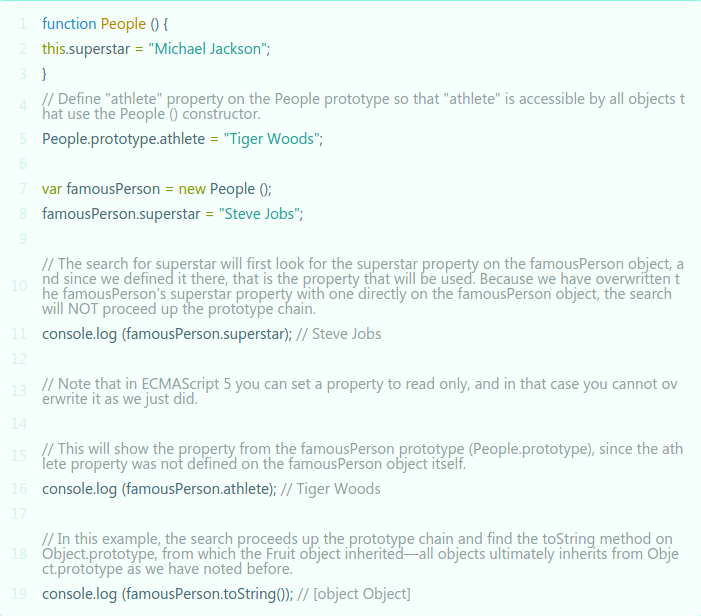 1 function People () {
2 this.superstar = "Michael Jackson";
3 }
4 // Define "athlete" property on the People prototype so that "athlete" is accessible by all objects t
hat use the People () constructor.
5 People.prototype.athlete = "Tiger Woods";
6
7 var famousPerson = new People ();
8 famousPerson.superstar = "Steve Jobs";
9
10 // The search for superstar will first look for the superstar property on the famousPerson object, a
nd since we defined it there, that is the property that will be used. Because we have overwritten t
he famousPerson’s superstar property with one directly on the famousPerson object, the search
will NOT proceed up the prototype chain.
11 console.log (famousPerson.superstar); // Steve Jobs
12
13 // Note that in ECMAScript 5 you can set a property to read only, and in that case you cannot ov
erwrite it as we just did.
14
15 // This will show the property from the famousPerson prototype (People.prototype), since the ath
lete property was not defined on the famousPerson object itself.
16 console.log (famousPerson.athlete); // Tiger Woods
17
18 // In this example, the search proceeds up the prototype chain and find the toString method on
Object.prototype, from which the Fruit object inherited—all objects ultimately inherits from Obje
ct.prototype as we have noted before.
19 console.log (famousPerson.toString()); // [object Object]